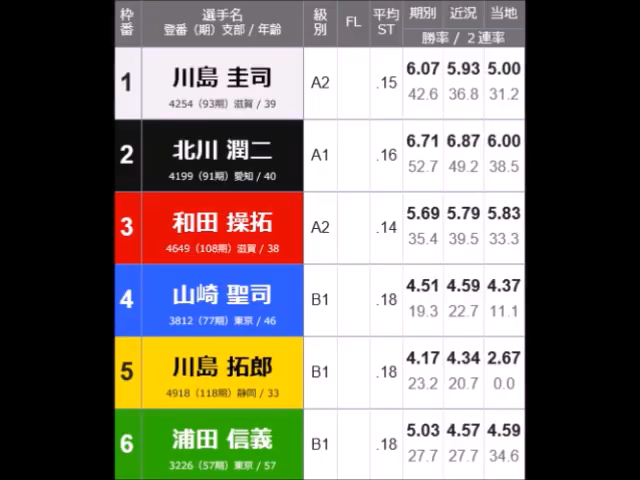 枠番 選手名 登番（期）支部 / 年齢 級別 FL 平均ST 期別 近況 当地
勝率 / ２連率
1 川島 圭司 A2 .15 6.07 5.93 5.00
4254（93期）滋賀 / 39 42.6 36.8 31.2
2 北川 潤二 A1 .16 6.71 6.87 6.00
4199（91期）愛知 / 40 52.7 49.2 38.5
3 和田 操拓 A2 .14 5.69 5.79 5.83
4649（108期）滋賀 / 38 35.4 39.5 33.3
4 山崎 聖司 B1 .18 4.51 4.59 4.37
3812（77期）東京 / 46 19.3 22.7 11.1
5 川島 拓郎 B1 .18 4.17 4.34 2.67
4918（118期）静岡 / 33 23.2 20.7 0.0
6 浦田 信義 B1 .18 5.03 4.57 4.59
3226（57期）東京 / 57 27.7 27.7 34.6